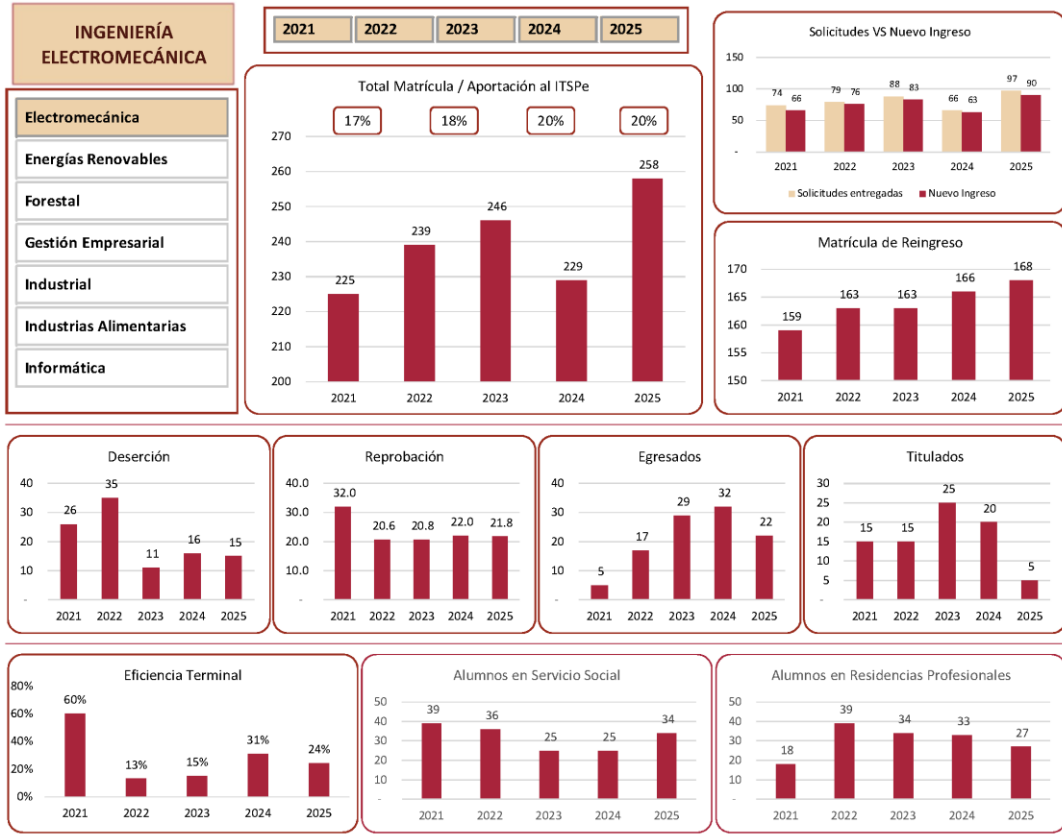 INGENIERÍA
ELECTROMECÁNICA
2021 2022 2023 2024 2025
Electromecánica
Energías Renovables
Forestal
Gestión Empresarial
Industrial
Industrias Alimentarias
Informática
Total Matrícula / Aportación al ITSPe
17% 18% 20% 20%
270
260
250
240
230
220
210
200
225 239 246 229 258
2021 2022 2023 2024 2025
Solicitudes VS Nuevo Ingreso
150
100
50
-
74 66 79 76 88 83 66 63 97 90
2021 2022 2023 2024 2025
Solicitudes entregadas Nuevo Ingreso
Matrícula de Reingreso
170
165
160
155
150
159 163 163 166 168
2021 2022 2023 2024 2025
Deserción
40
30
20
10
-
26 35 11 16 15
2021 2022 2023 2024 2025
Reprobación
40.0
30.0
20.0
10.0
-
32.0 20.6 20.8 22.0 21.8
2021 2022 2023 2024 2025
Egresados
40
30
20
10
-
5 17 29 32 22
2021 2022 2023 2024 2025
Titulados
30
25
20
15
10
5
-
15 15 25 20 5
2021 2022 2023 2024 2025
Eficiencia Terminal
80%
60%
40%
20%
0%
60% 13% 15% 31% 24%
2021 2022 2023 2024 2025
Alumnos en Servicio Social
50
40
30
20
10
-
39 36 25 25 34
2021 2022 2023 2024 2025
Alumnos en Residencias Profesionales
50
40
30
20
10
-
18 39 34 33 27
2021 2022 2023 2024 2025